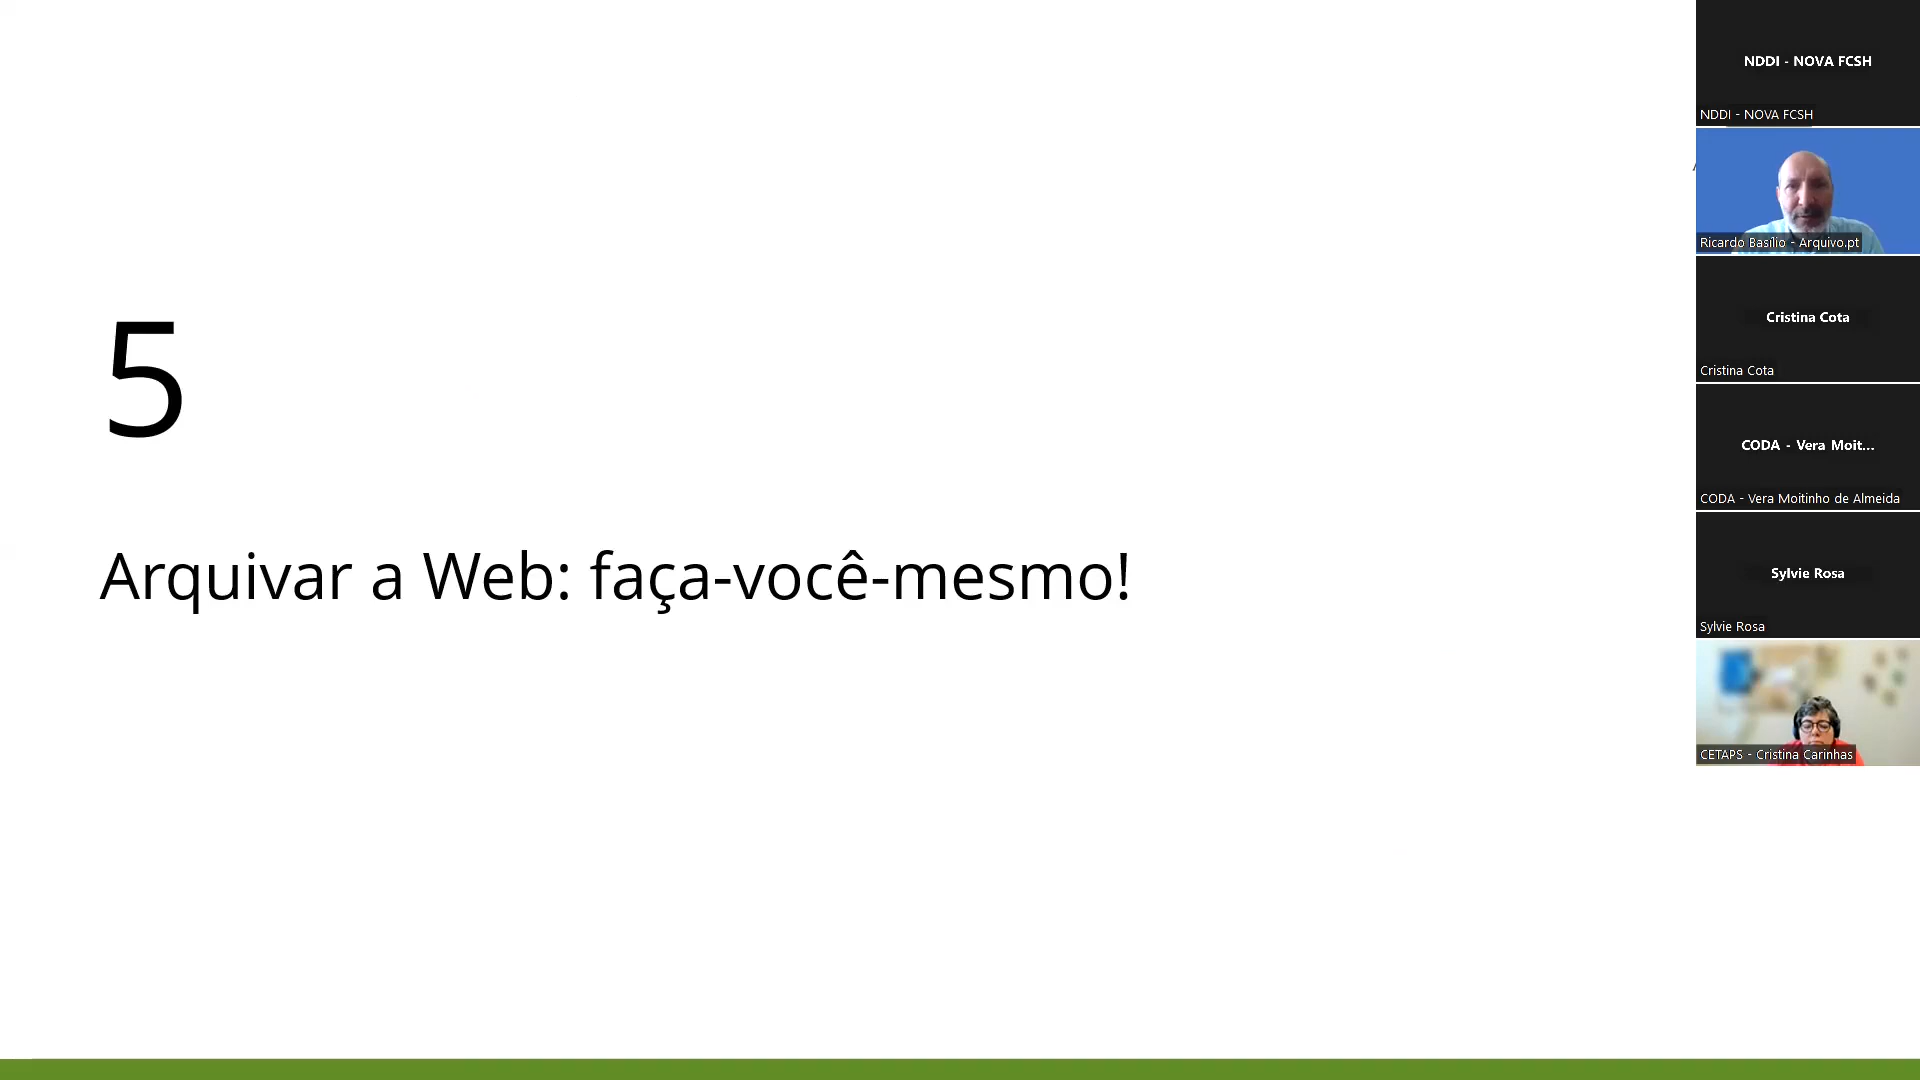 5
Arquivar a Web: faça-você-mesmo!
NDDI - NOVA FCSH
NDDI - NOVA FCSH
Ricardo Basílio - Arquivo.pt
Cristina Cota
Cristina Cota
CODA - Vera Moit...
CODA - Vera Moitinho de Almeida
Sylvie Rosa
Sylvie Rosa
CETAPS - Cristina Carinhas